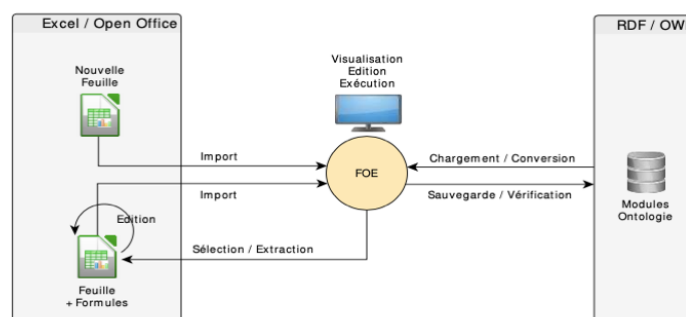 Excel / Open Office
RDF / OW
Visualisation
Edition
Exécution
Nouvelle
Feuille
Import
FOE
Chargement / Conversion
Import
Sauvegarde / Vérification
Modules
Ontologie
Edition
Sélection / Extraction
Feuille
+ Formules